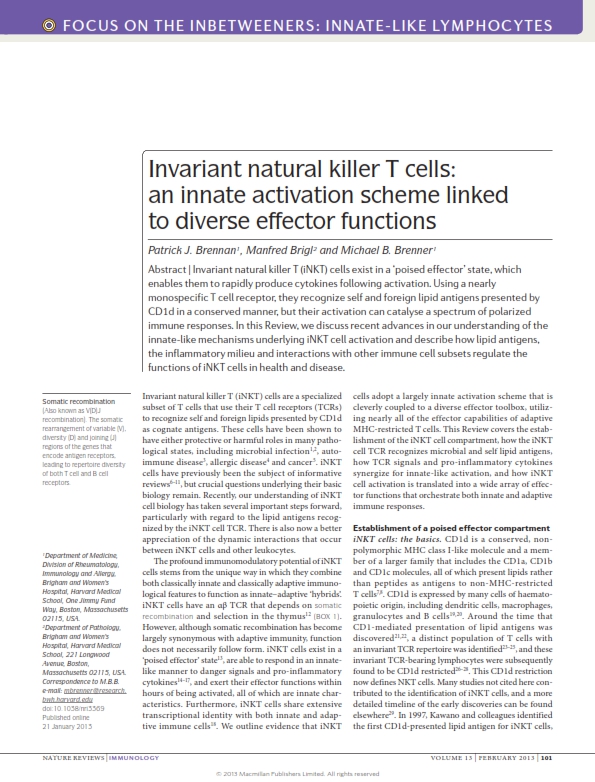 FOCUS ON THE INBETWEENERS: INNATE-LIKE LYMPHOCYTES
Invariant natural killer T cells:
an innate activation scheme linked
to diverse effector functions
Patrick J. Brennan¹, Manfred Brigl² and Michael B. Brenner¹
Abstract | Invariant natural killer T (iNKT) cells exist in a 'poised effector' state, which
enables them to rapidly produce cytokines following activation. Using a nearly
monospecific T cell receptor, they recognize self and foreign lipid antigens presented by
CD1d in a conserved manner, but their activation can catalyse a spectrum of polarized
immune responses. In this Review, we discuss recent advances in our understanding of the
innate-like mechanisms underlying iNKT cell activation and describe how lipid antigens,
the inflammatory milieu and interactions with other immune cell subsets regulate the
functions of iNKT cells in health and disease.
Somatic recombination
(Also known as V(D)J
recombination). The somatic
rearrangement of variable (V),
diversity (D) and joining (J)
regions of the genes that
encode antigen receptors,
leading to repertoire diversity
of both T cell and B cell
receptors.
¹Department of Medicine,
Division of Rheumatology,
Immunology and Allergy,
Brigham and Women's
Hospital, Harvard Medical
School, One Jimmy Fund
Way, Boston, Massachusetts
02115, USA.
²Department of Pathology,
Brigham and Women's
Hospital, Harvard Medical
School, 221 Longwood
Avenue, Boston,
Massachusetts 02115, USA.
Correspondence to M.B.B.
e-mail: mbrenner@research.
bwh.harvard.edu
doi:10.1038/nri3369
Published online
21 January 2013
Invariant natural killer T (iNKT) cells are a specialized
subset of T cells that use their T cell receptors (TCRs)
to recognize self and foreign lipids presented by CD1d
as cognate antigens. These cells have been shown to
have either protective or harmful roles in many patho-
logical states, including microbial infection¹,², auto-
immune disease³, allergic disease⁴ and cancer⁵. iNKT
cells have previously been the subject of informative
reviews⁶⁻¹¹, but crucial questions underlying their basic
biology remain. Recently, our understanding of iNKT
cell biology has taken several important steps forward,
particularly with regard to the lipid antigens recog-
nized by the iNKT cell TCR. There is also now a better
appreciation of the dynamic interactions that occur
between iNKT cells and other leukocytes.
The profound immunomodulatory potential of iNKT
cells stems from the unique way in which they combine
both classically innate and classically adaptive immuno-
logical features to function as innate–adaptive 'hybrids'.
iNKT cells have an αβ TCR that depends on somatic
recombination and selection in the thymus¹² (BOX 1).
However, although somatic recombination has become
largely synonymous with adaptive immunity, function
does not necessarily follow form. iNKT cells exist in a
'poised effector' state¹³, are able to respond in an innate-
like manner to danger signals and pro-inflammatory
cytokines¹⁴⁻¹⁷, and exert their effector functions within
hours of being activated, all of which are innate char-
acteristics. Furthermore, iNKT cells share extensive
transcriptional identity with both innate and adap-
tive immune cells¹⁸. We outline evidence that iNKT
cells adopt a largely innate activation scheme that is
cleverly coupled to a diverse effector toolbox, utiliz-
ing nearly all of the effector capabilities of adaptive
MHC-restricted T cells. This Review covers the estab-
lishment of the iNKT cell compartment, how the iNKT
cell TCR recognizes microbial and self lipid antigens,
how TCR signals and pro-inflammatory cytokines
synergize for innate-like activation, and how iNKT
cell activation is translated into a wide array of effec-
tor functions that orchestrate both innate and adaptive
immune responses.
Establishment of a poised effector compartment
iNKT cells: the basics. CD1d is a conserved, non-
polymorphic MHC class I-like molecule and a mem-
ber of a larger family that includes the CD1a, CD1b
and CD1c molecules, all of which present lipids rather
than peptides as antigens to non-MHC-restricted
T cells⁷,⁸. CD1d is expressed by many cells of haemato-
poietic origin, including dendritic cells, macrophages,
granulocytes and B cells¹⁹,²⁰. Around the time that
CD1-mediated presentation of lipid antigens was
discovered²¹,²², a distinct population of T cells with
an invariant TCR repertoire was identified²³⁻²⁵, and these
invariant TCR-bearing lymphocytes were subsequently
found to be CD1d restricted²⁶⁻²⁸. This CD1d restriction
now defines NKT cells. Many studies not cited here con-
tributed to the identification of iNKT cells, and a more
detailed timeline of the early discoveries can be found
elsewhere²⁹. In 1997, Kawano and colleagues identified
the first CD1d-presented lipid antigen for iNKT cells,
NATURE REVIEWS | IMMUNOLOGY
VOLUME 13 | FEBRUARY 2013 | 101
© 2013 Macmillan Publishers Limited. All rights reserved